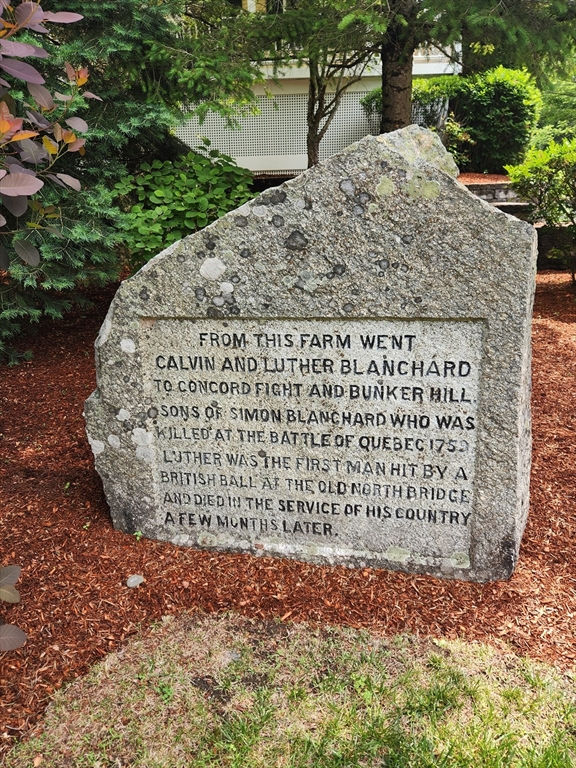 FROM THIS FARM WENT
CALVIN AND LUTHER BLANCHARD
TO CONCORD FIGHT AND BUNKER HILL.
SONS OF SIMON BLANCHARD WHO WAS
KILLED AT THE BATTLE OF QUEBEC 1759
LUTHER WAS THE FIRST MAN HIT BY A
BRITISH BALL AT THE OLD NORTH BRIDGE
AND DIED IN THE SERVICE OF HIS COUNTRY
A FEW MONTHS LATER.